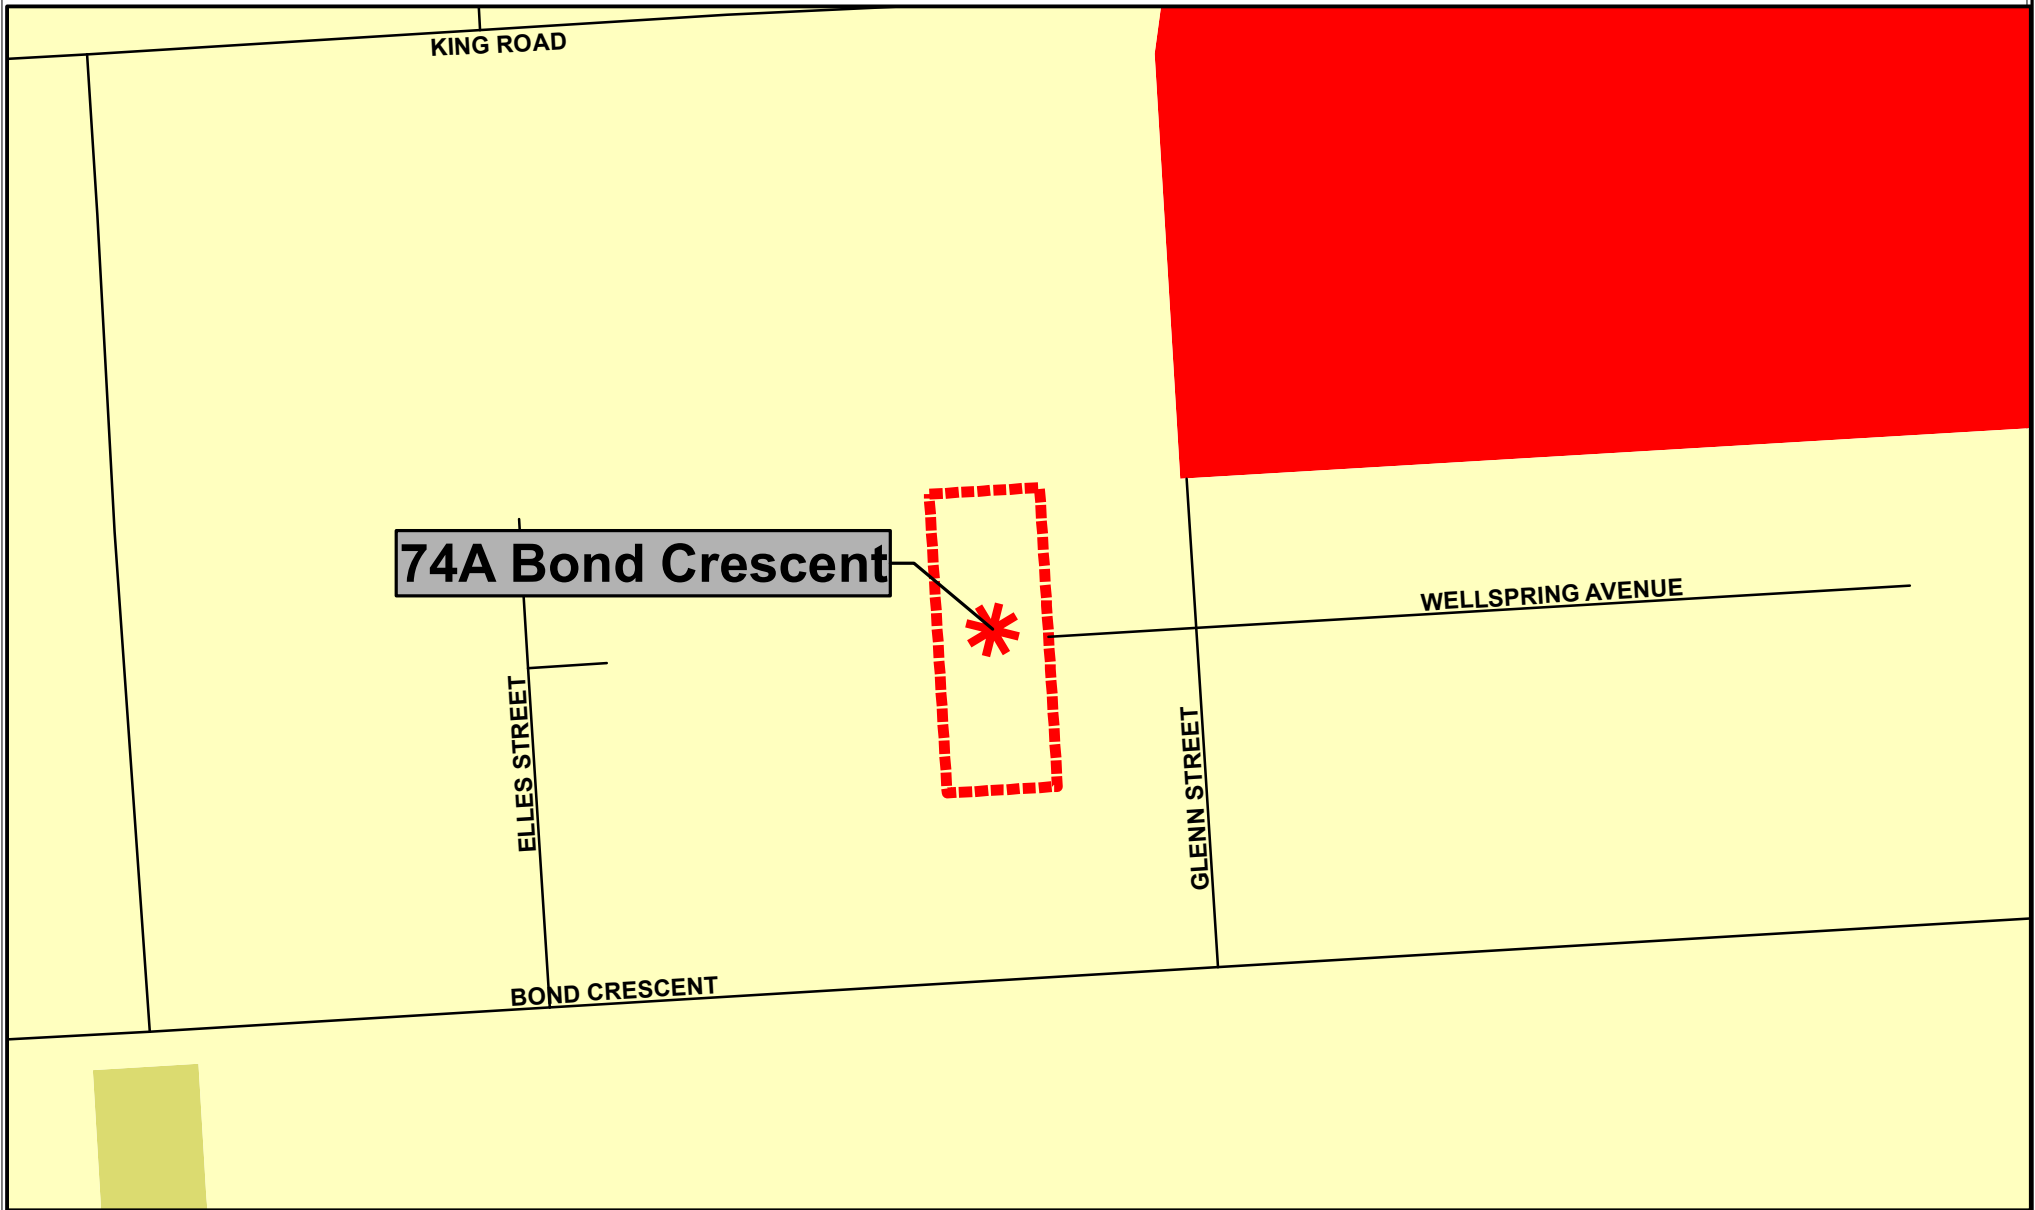 KING ROAD
74A Bond Crescent
WELLSPRING AVENUE
ELLES STREET
GLENN STREET
BOND CRESCENT